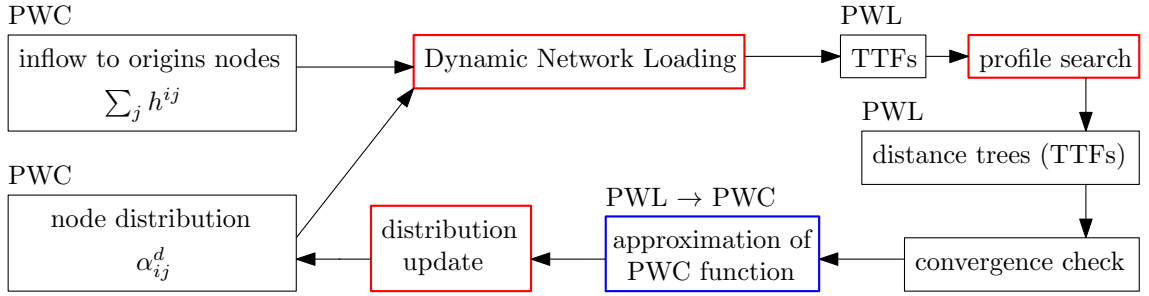 PWC
inflow to origins nodes
∑_j h^{ij}
Dynamic Network Loading
PWL
TTFs
profile search
PWL
distance trees (TTFs)
PWC
node distribution
α_{ij}^d
distribution
update
PWL → PWC
approximation of
PWC function
convergence check